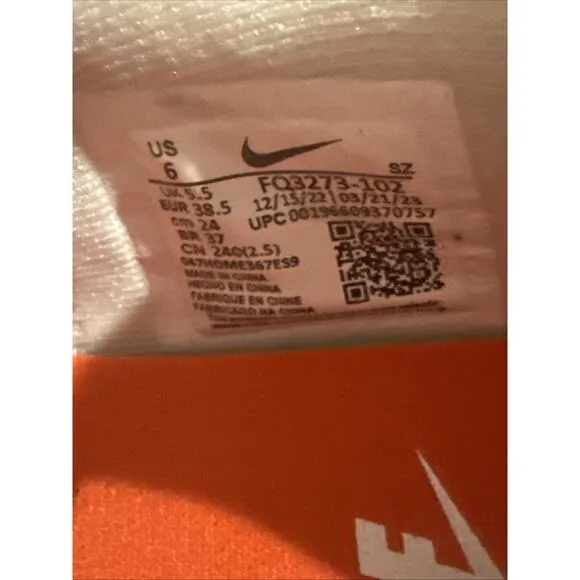 US
6
SZ
UK 5.5
FQ3273-102
EUR 38.5
12/15/22 | 03/21/23
cm 24
UPC 00196609370757
BR 37
CN 240(2.5)
MADE IN CHINA
HECHO EN CHINA
FABRIQUE EN CHINE
FABRICADO NA CHINA